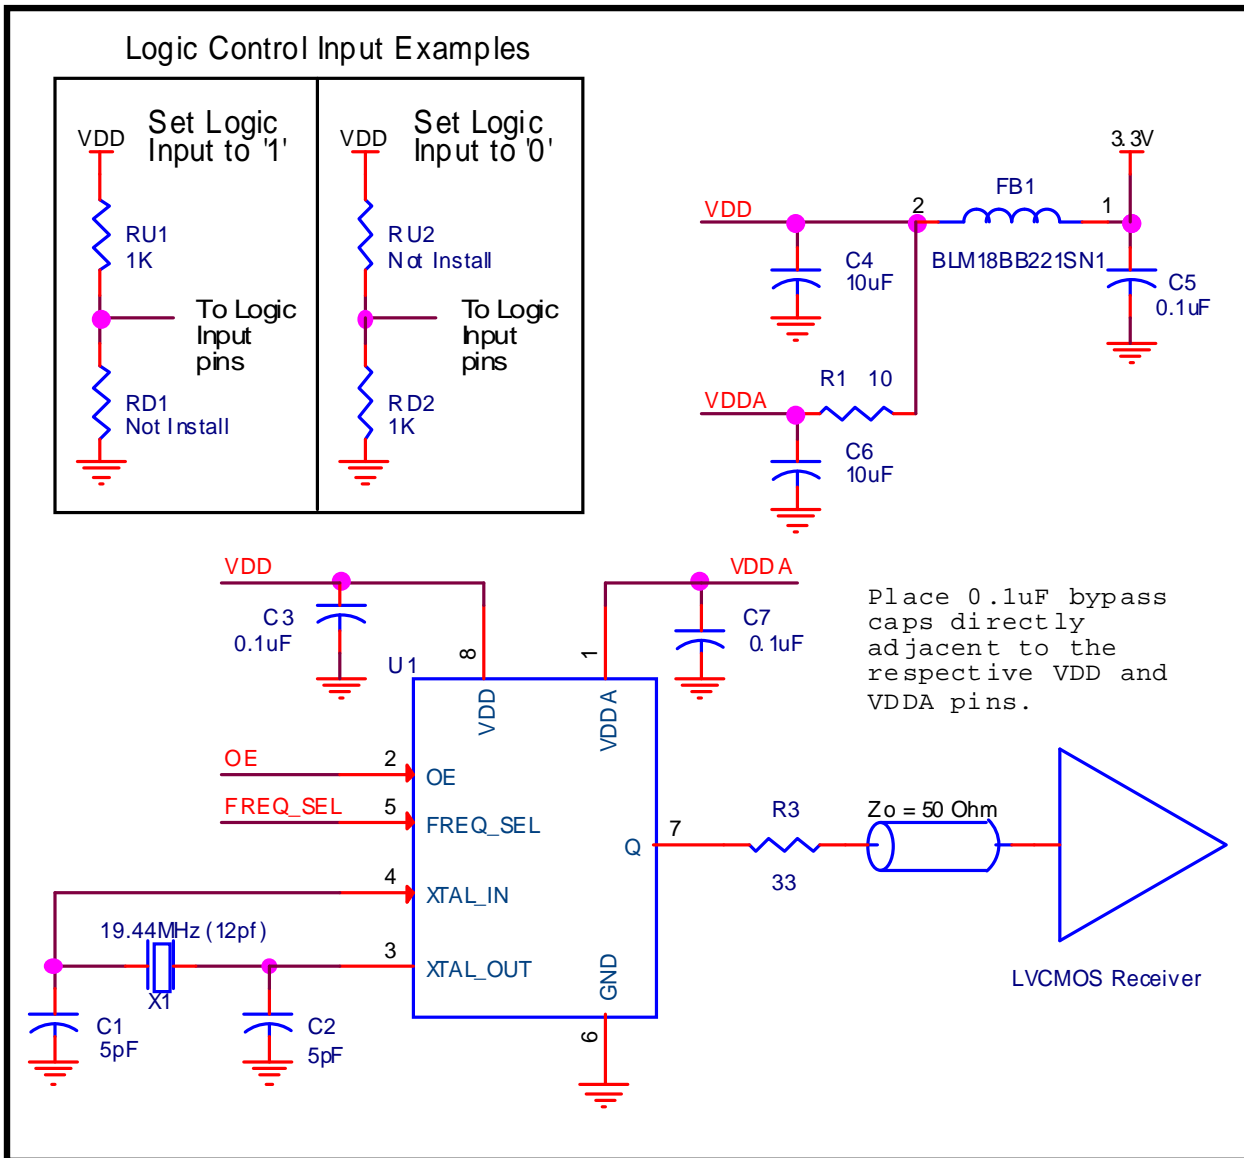 Logic Control Input Examples
Set Logic
Input to '1'
VDD
RU1
1K
To Logic
Input
pins
RD1
Not Install
Set Logic
Input to '0'
VDD
RU2
Not Install
To Logic
Input
pins
RD2
1K
3.3V
FB1
VDD
2
1
C4
10uF
BLM18BB221SN1
C5
0.1uF
R1 10
VDDA
C6
10uF
VDD
VDDA
C3
0.1uF
C7
0.1uF
Place 0.1uF bypass
caps directly
adjacent to the
respective VDD and
VDDA pins.
U1
8
1
VDD
VDDA
OE
2
OE
FREQ_SEL
5
FREQ_SEL
4
XTAL_IN
3
XTAL_OUT
Q
7
R3
33
Zo = 50 Ohm
LVCMOS Receiver
19.44MHz (12pf)
X1
C1
5pF
C2
5pF
GND
6